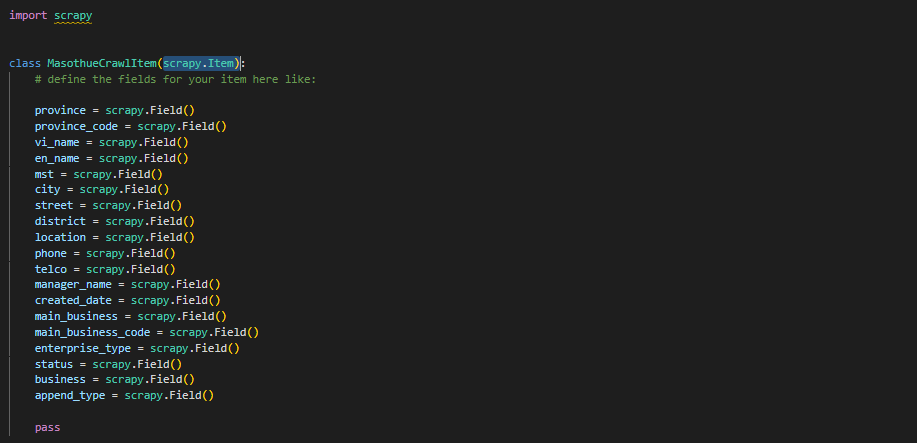 import scrapy
class MasothueCrawlItem(scrapy.Item):
# define the fields for your item here like:
province = scrapy.Field()
province_code = scrapy.Field()
vi_name = scrapy.Field()
en_name = scrapy.Field()
mst = scrapy.Field()
city = scrapy.Field()
street = scrapy.Field()
district = scrapy.Field()
location = scrapy.Field()
phone = scrapy.Field()
telco = scrapy.Field()
manager_name = scrapy.Field()
created_date = scrapy.Field()
main_business = scrapy.Field()
main_business_code = scrapy.Field()
enterprise_type = scrapy.Field()
status = scrapy.Field()
business = scrapy.Field()
append_type = scrapy.Field()
pass